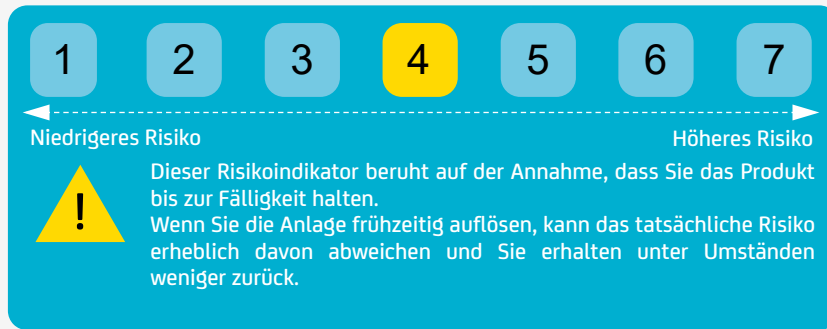 1 2 3 4 5 6 7
Niedrigeres Risiko Höheres Risiko
!
Dieser Risikoindikator beruht auf der Annahme, dass Sie das Produkt
bis zur Fälligkeit halten.
Wenn Sie die Anlage frühzeitig auflösen, kann das tatsächliche Risiko
erheblich davon abweichen und Sie erhalten unter Umständen
weniger zurück.